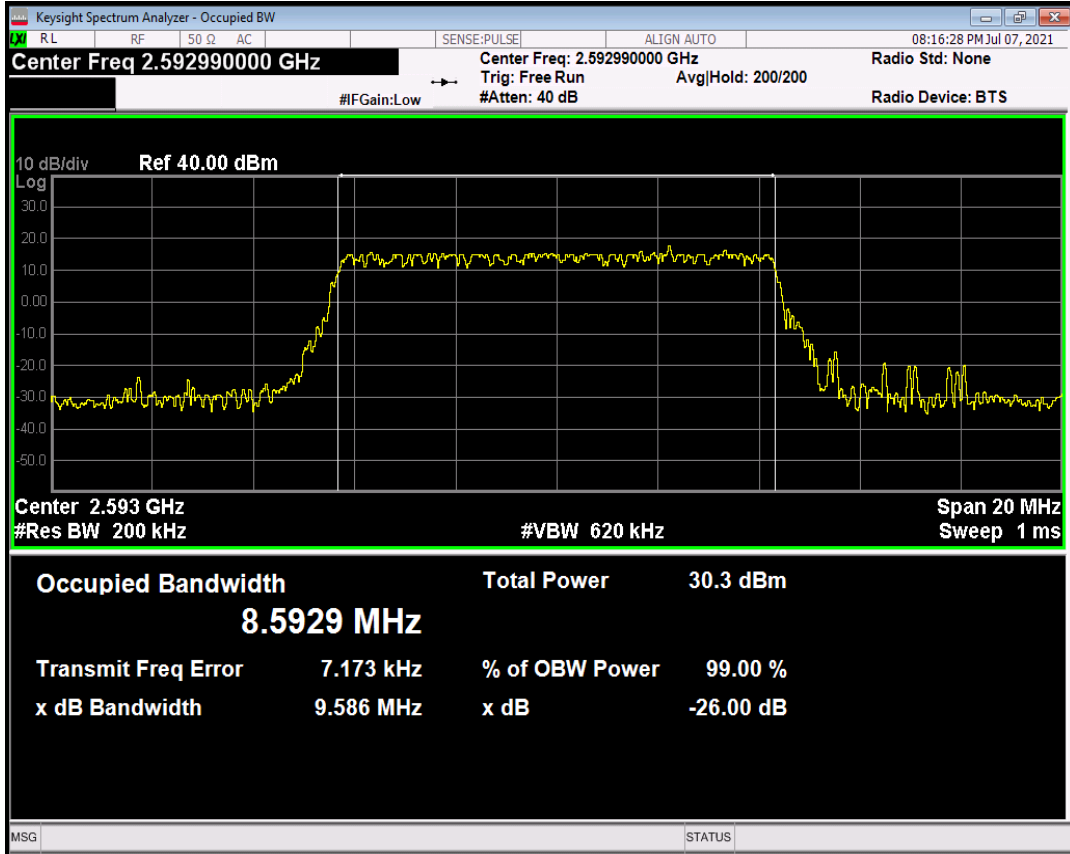 Keysight Spectrum Analyzer - Occupied BW
LXI RL RF 50 Ω AC SENSE:PULSE ALIGN AUTO 08:16:28 PM Jul 07, 2021
Center Freq 2.592990000 GHz Center Freq: 2.592990000 GHz Radio Std: None
Trig: Free Run Avg|Hold: 200/200
#IFGain:Low #Atten: 40 dB Radio Device: BTS
10 dB/div Ref 40.00 dBm
Log
30.0
20.0
10.0
0.00
-10.0
-20.0
-30.0
-40.0
-50.0
Center 2.593 GHz Span 20 MHz
#Res BW 200 kHz #VBW 620 kHz Sweep 1 ms
Occupied Bandwidth Total Power 30.3 dBm
8.5929 MHz
Transmit Freq Error 7.173 kHz % of OBW Power 99.00 %
x dB Bandwidth 9.586 MHz x dB -26.00 dB
MSG STATUS